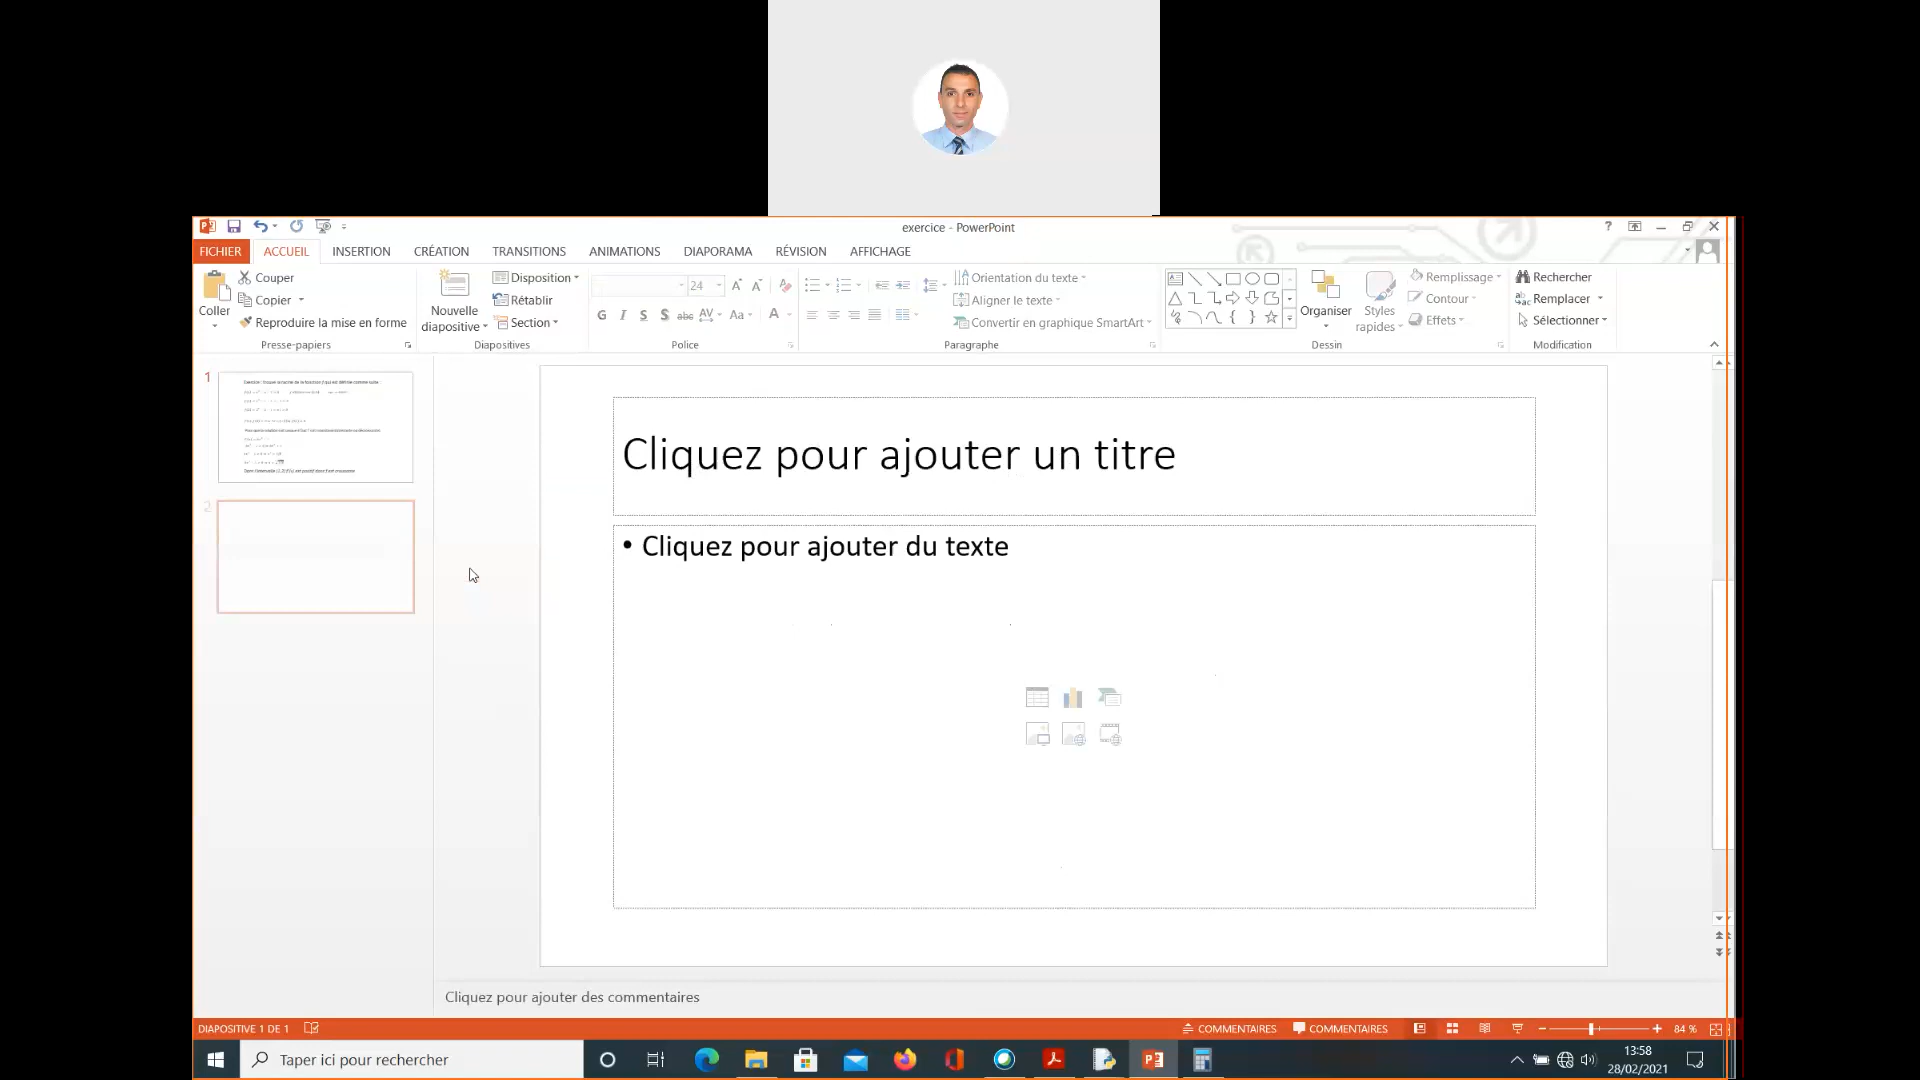 exercice - PowerPoint
?
FICHIER ACCUEIL INSERTION CRÉATION TRANSITIONS ANIMATIONS DIAPORAMA RÉVISION AFFICHAGE
Coller
Couper
Copier
Reproduire la mise en forme
Presse-papiers
Nouvelle
diapositive
Disposition
Rétablir
Section
Diapositives
24
G I S S abc AV Aa A
Police
Orientation du texte
Aligner le texte
Convertir en graphique SmartArt
Paragraphe
Organiser
Styles
rapides
Remplissage
Contour
Effets
Dessin
Rechercher
Remplacer
Sélectionner
Modification
1
2
Cliquez pour ajouter un titre
• Cliquez pour ajouter du texte
Cliquez pour ajouter des commentaires
DIAPOSITIVE 1 DE 1
COMMENTAIRES
COMMENTAIRES
84 %
Taper ici pour rechercher
13:58
28/02/2021